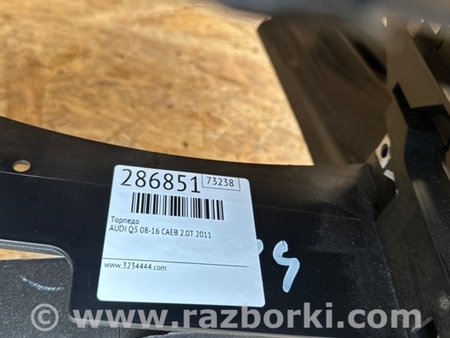 286851 73238
Торпедо
AUDI Q5 08-16 CAEB 2.0T 2011
www.3234444.com
www.razborki.com